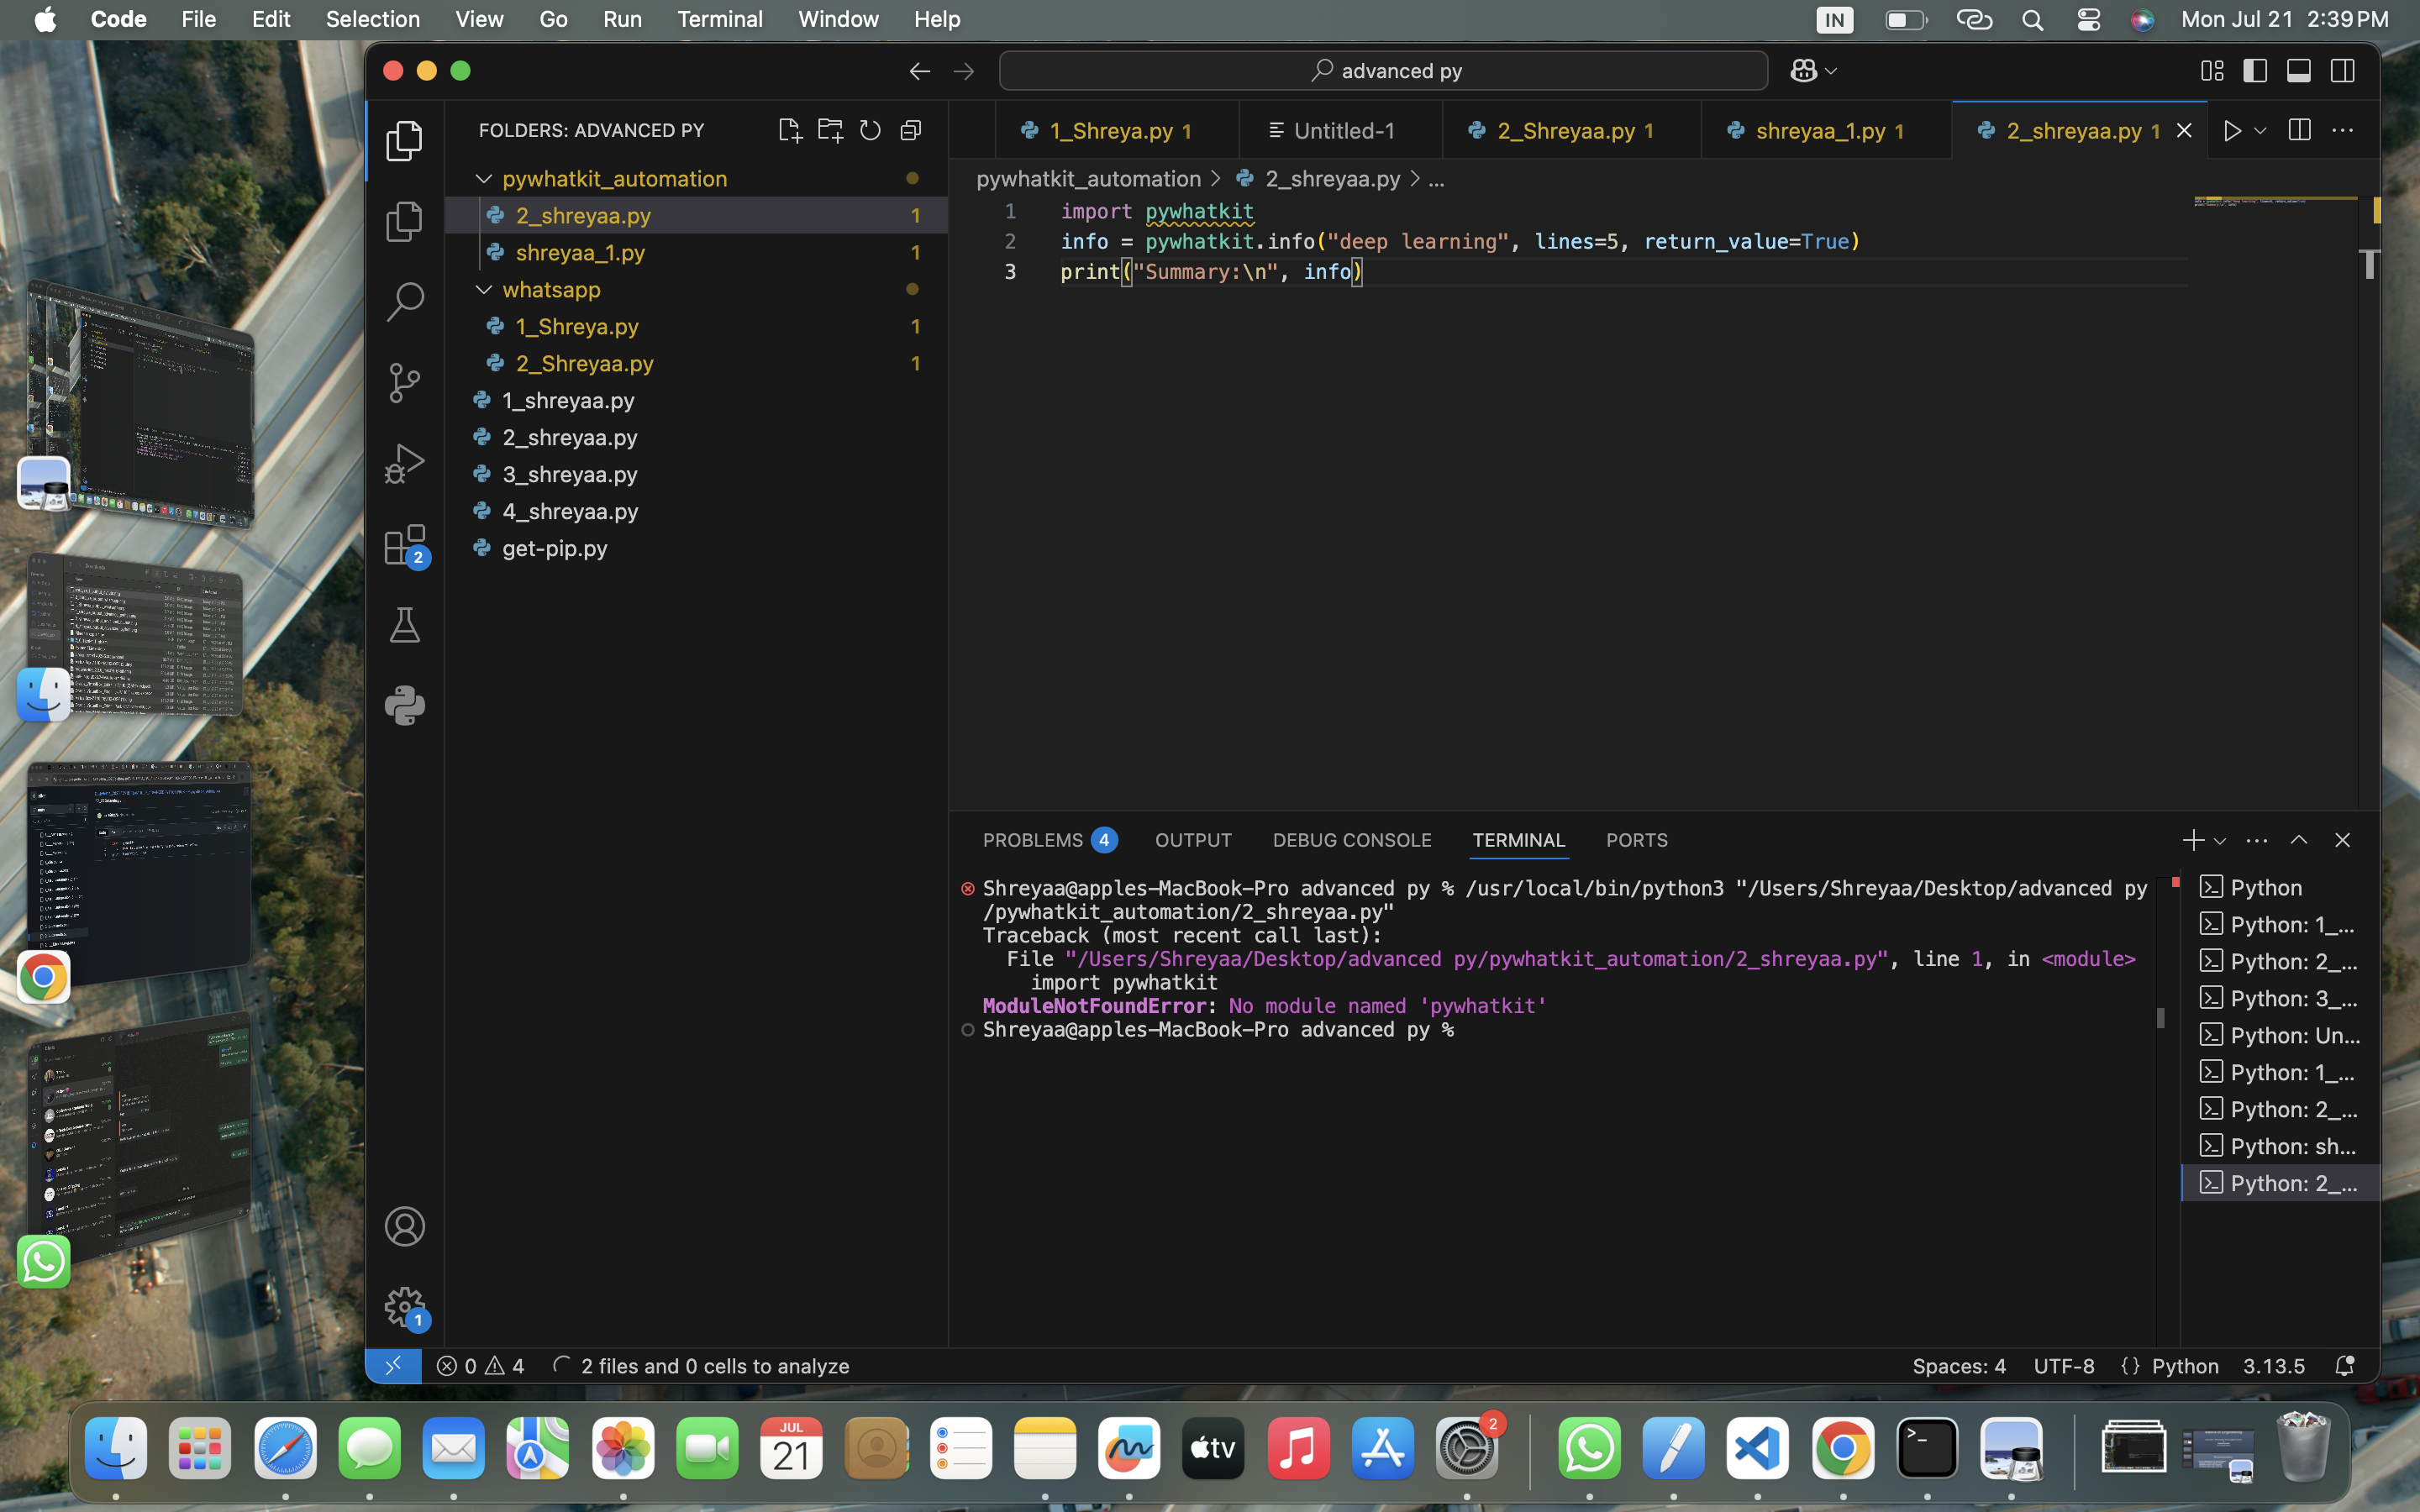 Code File Edit Selection View Go Run Terminal Window Help
IN Mon Jul 21 2:39 PM
advanced py
FOLDERS: ADVANCED PY
pywhatkit_automation
2_shreyaa.py 1
shreyaa_1.py 1
whatsapp
1_Shreya.py 1
2_Shreyaa.py 1
1_shreyaa.py
2_shreyaa.py
3_shreyaa.py
4_shreyaa.py
get-pip.py
2
1
1_Shreya.py 1 Untitled-1 2_Shreyaa.py 1 shreyaa_1.py 1 2_shreyaa.py 1
pywhatkit_automation > 2_shreyaa.py > ...
1 import pywhatkit
2 info = pywhatkit.info("deep learning", lines=5, return_value=True)
3 print("Summary:\n", info)
PROBLEMS 4 OUTPUT DEBUG CONSOLE TERMINAL PORTS
Shreyaa@apples-MacBook-Pro advanced py % /usr/local/bin/python3 "/Users/Shreyaa/Desktop/advanced py
/pywhatkit_automation/2_shreyaa.py"
Traceback (most recent call last):
File "/Users/Shreyaa/Desktop/advanced py/pywhatkit_automation/2_shreyaa.py", line 1, in <module>
import pywhatkit
ModuleNotFoundError: No module named 'pywhatkit'
Shreyaa@apples-MacBook-Pro advanced py %
Python
Python: 1_...
Python: 2_...
Python: 3_...
Python: Un...
Python: 1_...
Python: 2_...
Python: sh...
Python: 2_...
0 4 2 files and 0 cells to analyze
Spaces: 4 UTF-8 {} Python 3.13.5
JUL
21
tv
2